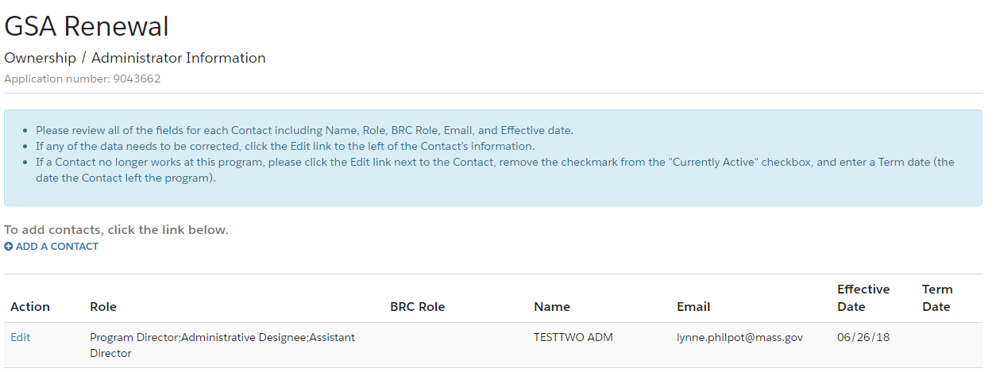 GSA Renewal
Ownership / Administrator Information
Application number: 9043662
Please review all of the fields for each Contact including Name, Role, BRC Role, Email, and Effective date.
If any of the data needs to be corrected, click the Edit link to the left of the Contact's information.
If a Contact no longer works at this program, please click the Edit link next to the Contact, remove the checkmark from the "Currently Active" checkbox, and enter a Term date (the
date the Contact left the program).
To add contacts, click the link below.
ADD A CONTACT
Action Role BRC Role Name Email Effective Date Term Date
Edit Program Director;Administrative Designee;Assistant TESTTWO ADM lynne.philpot@mass.gov 06/26/18
Director